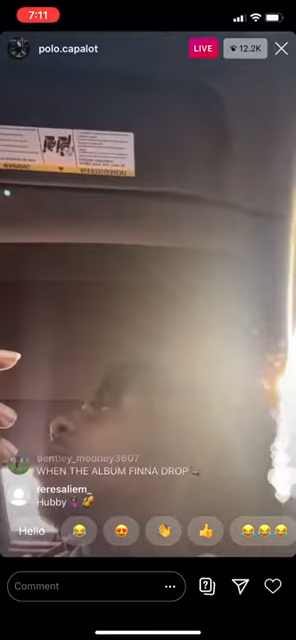 7:11
polo.capalot
LIVE
12.2K
bentley_mooney3607
WHEN THE ALBUM FINNA DROP
reresaliem_
Hubby
Hello
Comment